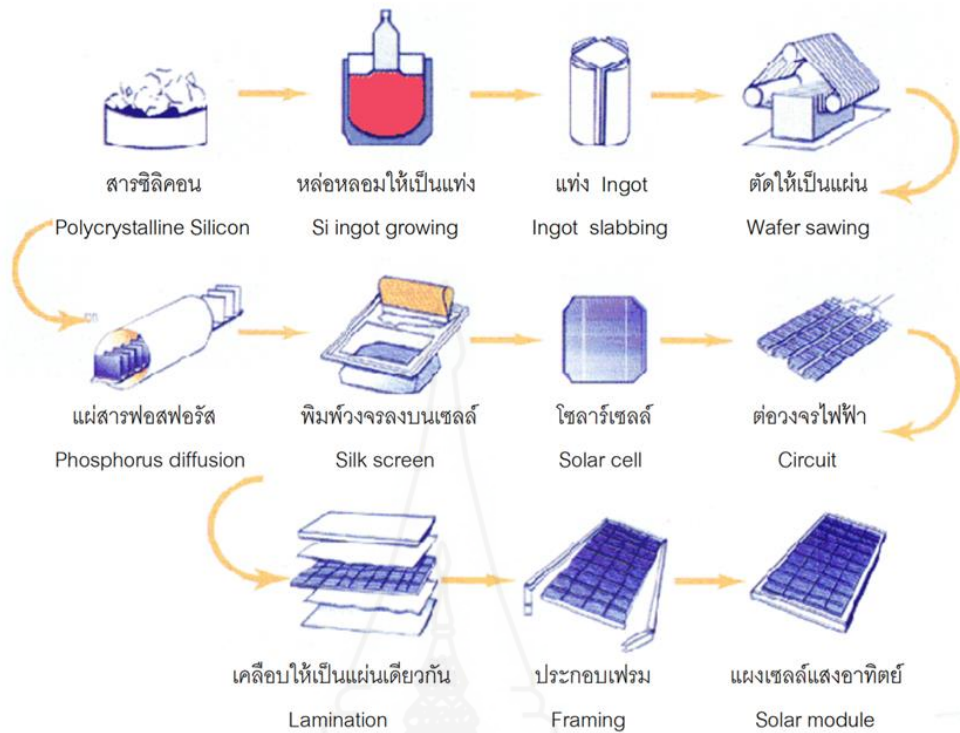 สารซิลิคอน
Polycrystalline Silicon
หล่อหลอมให้เป็นแท่ง
Si ingot growing
แท่ง Ingot
Ingot slabbing
ตัดให้เป็นแผ่น
Wafer sawing
แผ่สารฟอสฟอรัส
Phosphorus diffusion
พิมพ์วงจรลงบนเซลล์
Silk screen
โซลาร์เซลล์
Solar cell
ต่อวงจรไฟฟ้า
Circuit
เคลือบให้เป็นแผ่นเดียวกัน
Lamination
ประกอบเฟรม
Framing
แผงเซลล์แสงอาทิตย์
Solar module